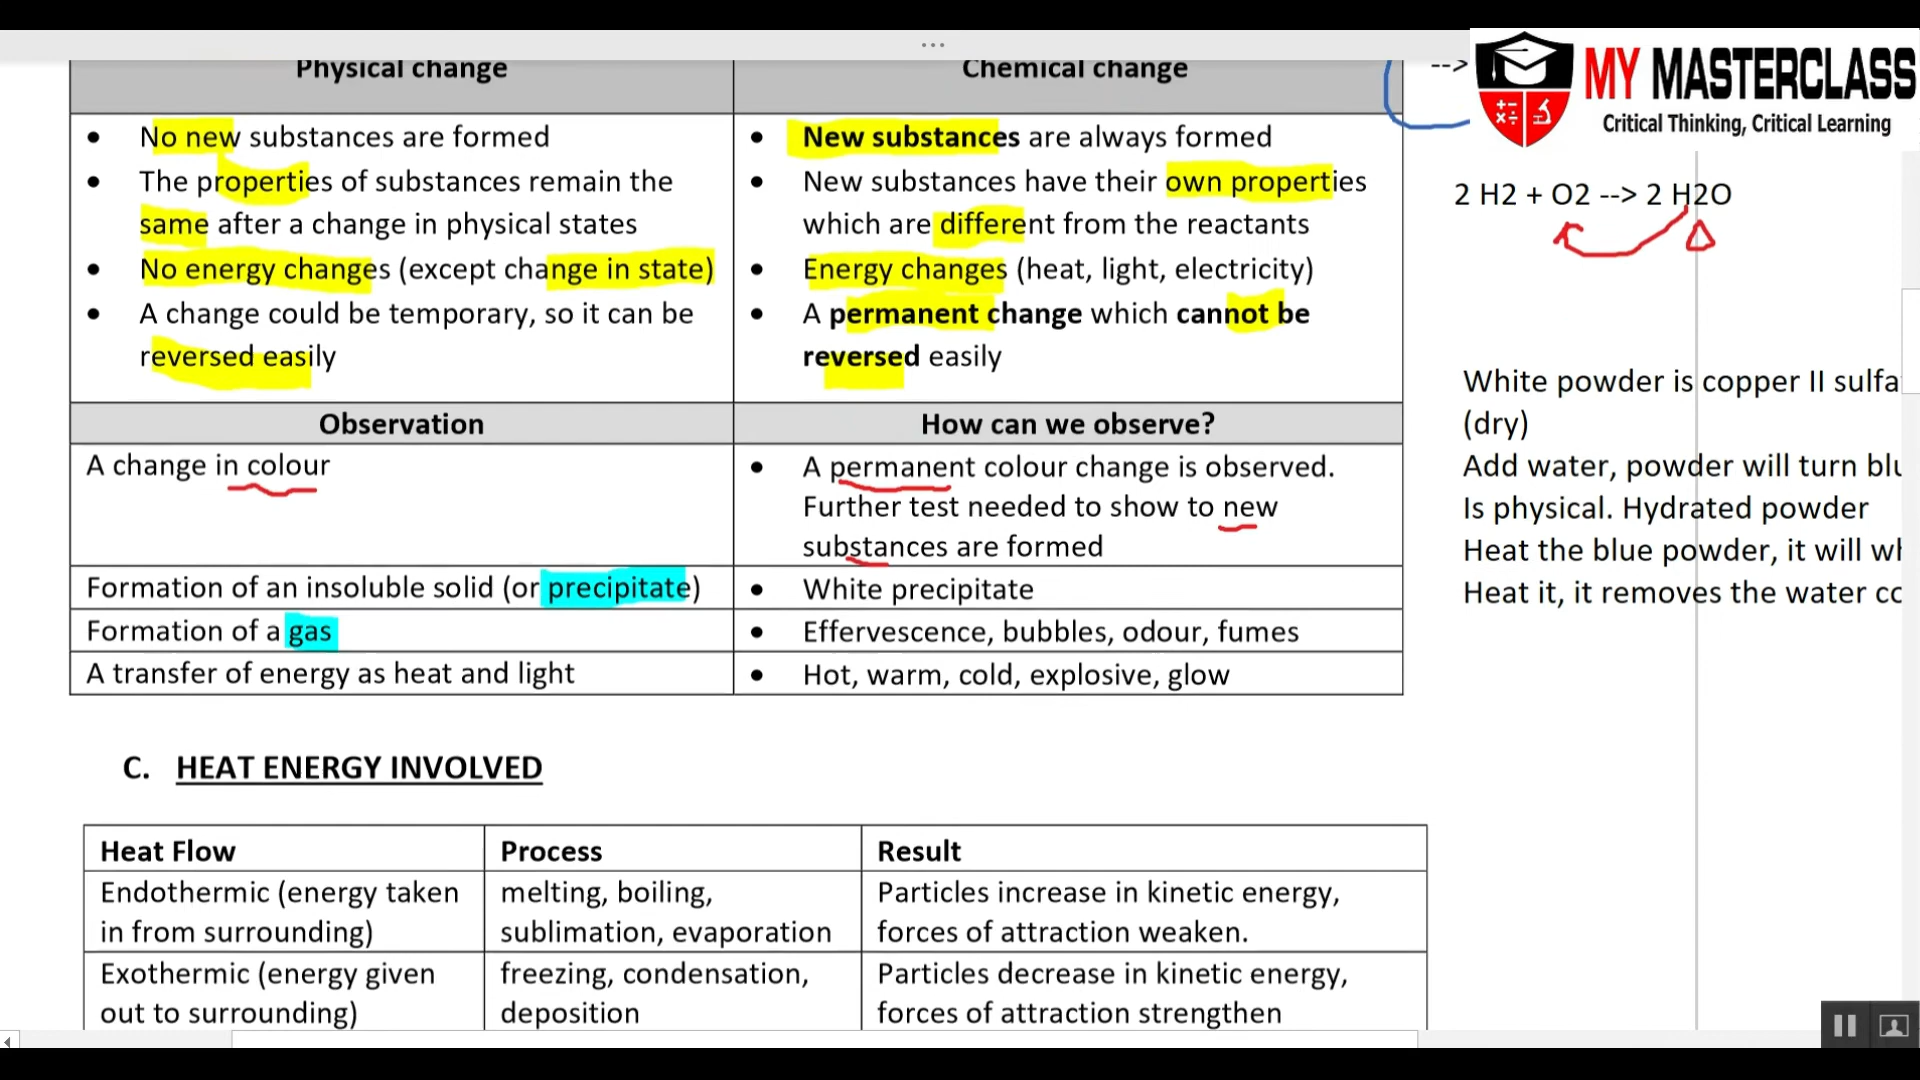 Physical change
Chemical change
-->
MY MASTERCLASS
Critical Thinking, Critical Learning
No new substances are formed
The properties of substances remain the
same after a change in physical states
No energy changes (except change in state)
A change could be temporary, so it can be
reversed easily
New substances are always formed
New substances have their own properties
which are different from the reactants
Energy changes (heat, light, electricity)
A permanent change which cannot be
reversed easily
2 H2 + O2 --> 2 H2O
Observation
How can we observe?
A change in colour
A permanent colour change is observed.
Further test needed to show to new
substances are formed
Formation of an insoluble solid (or precipitate)
White precipitate
Formation of a gas
Effervescence, bubbles, odour, fumes
A transfer of energy as heat and light
Hot, warm, cold, explosive, glow
White powder is copper II sulfa
(dry)
Add water, powder will turn blu
Is physical. Hydrated powder
Heat the blue powder, it will wh
Heat it, it removes the water co
C. HEAT ENERGY INVOLVED
Heat Flow
Process
Result
Endothermic (energy taken
in from surrounding)
melting, boiling,
sublimation, evaporation
Particles increase in kinetic energy,
forces of attraction weaken.
Exothermic (energy given
out to surrounding)
freezing, condensation,
deposition
Particles decrease in kinetic energy,
forces of attraction strengthen